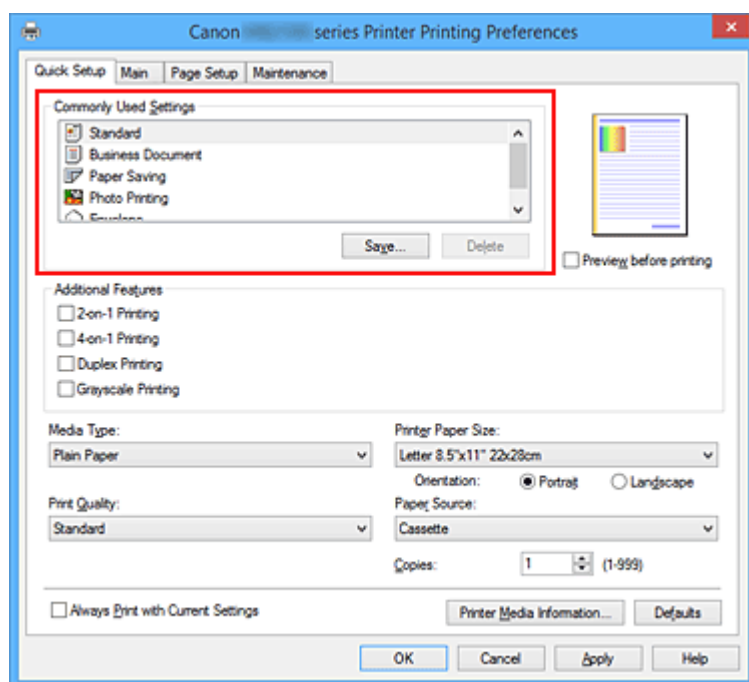 Canon series Printer Printing Preferences
Quick Setup Main Page Setup Maintenance
Commonly Used Settings
Standard
Business Document
Paper Saving
Photo Printing
Envelope
Save... Delete
Preview before printing
Additional Features
2-on-1 Printing
4-on-1 Printing
Duplex Printing
Grayscale Printing
Media Type: Printer Paper Size:
Plain Paper Letter 8.5"x11" 22x28cm
Orientation: Portrait Landscape
Print Quality: Paper Source:
Standard Cassette
Copies: 1 (1-999)
Always Print with Current Settings Printer Media Information... Defaults
OK Cancel Apply Help